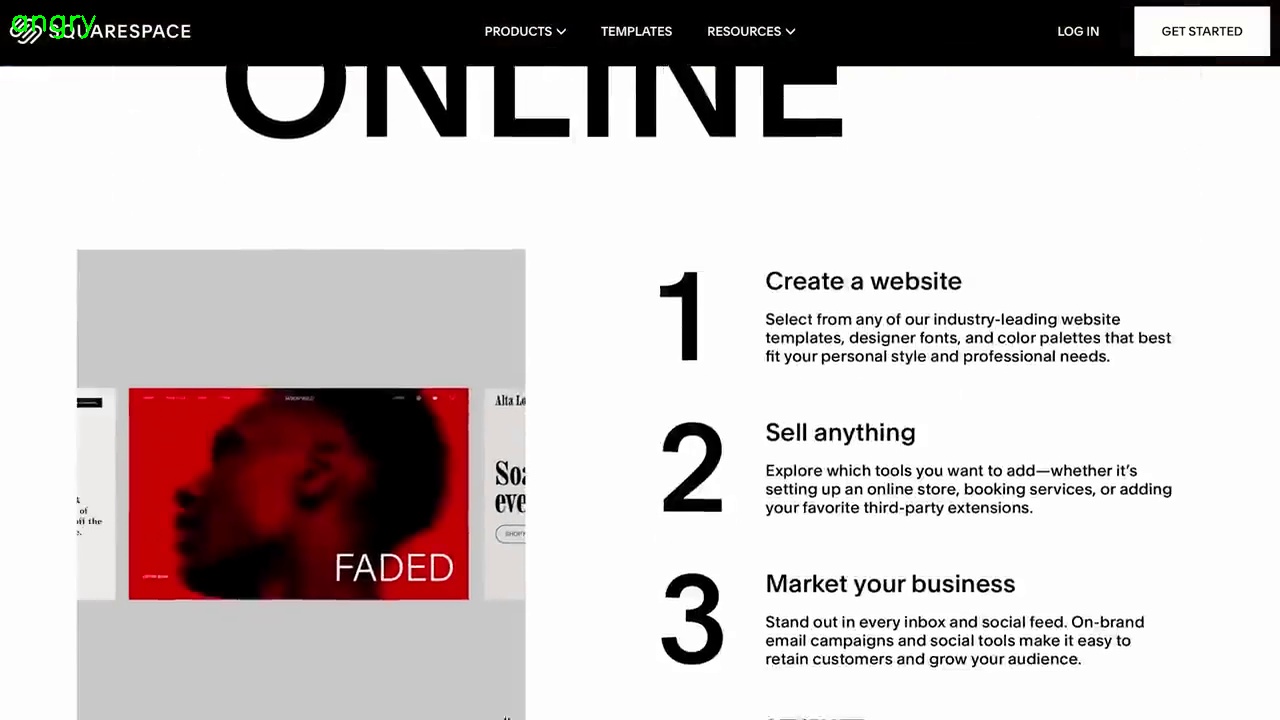 angry
SQUARESPACE
PRODUCTS
TEMPLATES
RESOURCES
LOG IN
GET STARTED
ONLINE
1
Create a website
Select from any of our industry-leading website
templates, designer fonts, and color palettes that best
fit your personal style and professional needs.
2
Sell anything
Explore which tools you want to add—whether it's
setting up an online store, booking services, or adding
your favorite third-party extensions.
3
Market your business
Stand out in every inbox and social feed. On-brand
email campaigns and social tools make it easy to
retain customers and grow your audience.
of
off the
FADED
Alta
Soa
eve